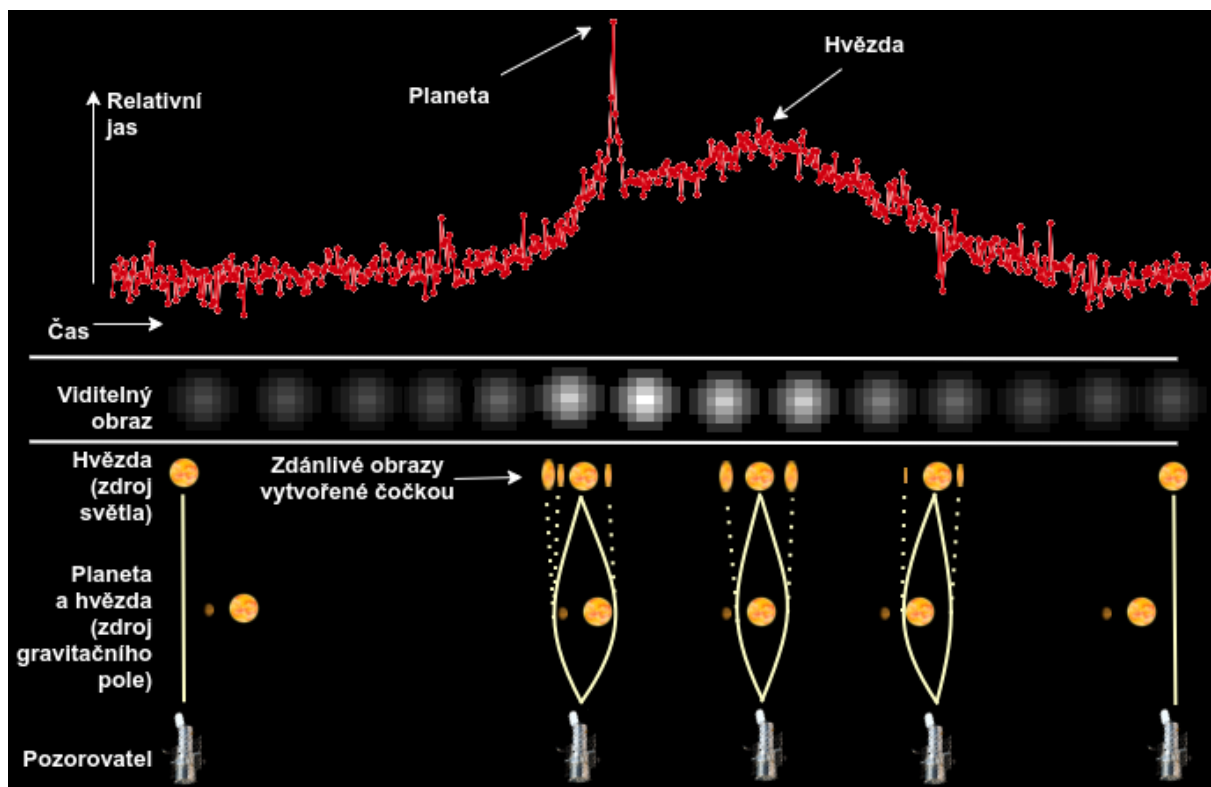 Hvězda
Planeta
Relativní
jas
Čas
Viditelný
obraz
Hvězda
(zdroj
světla)
Zdánlivé obrazy
vytvořené čočkou
Planeta
a hvězda
(zdroj
gravitačního
pole)
Pozorovatel